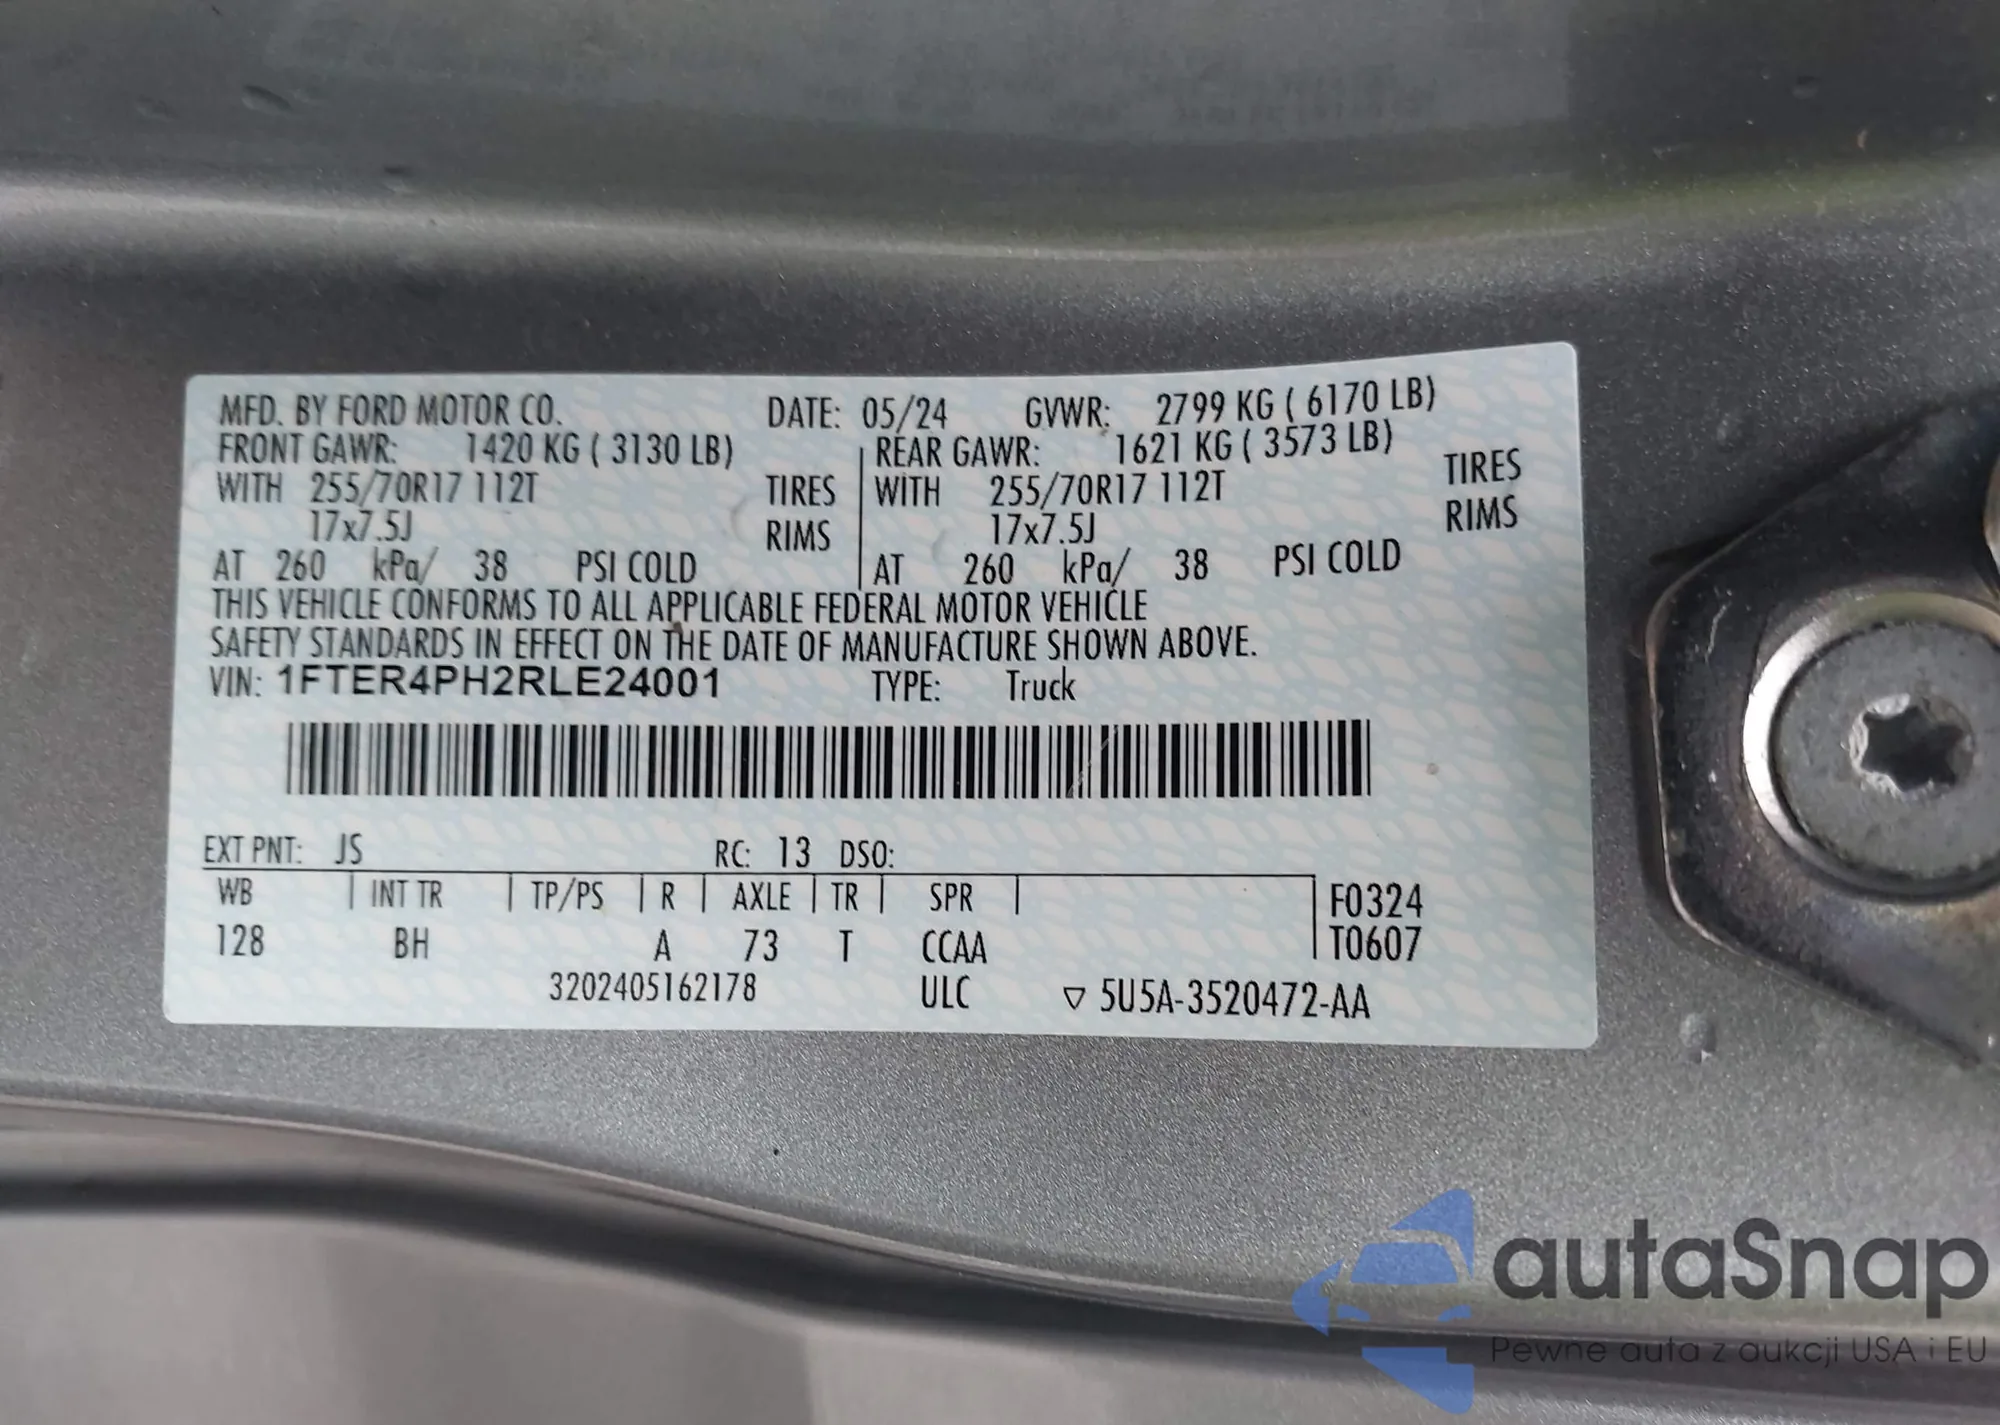 MFD. BY FORD MOTOR CO. DATE: 05/24 GVWR: 2799 KG ( 6170 LB)
FRONT GAWR: 1420 KG ( 3130 LB) REAR GAWR: 1621 KG ( 3573 LB)
WITH 255/70R17 112T TIRES WITH 255/70R17 112T TIRES
17x7.5J RIMS 17x7.5J RIMS
AT 260 kPa/ 38 PSI COLD AT 260 kPa/ 38 PSI COLD
THIS VEHICLE CONFORMS TO ALL APPLICABLE FEDERAL MOTOR VEHICLE
SAFETY STANDARDS IN EFFECT ON THE DATE OF MANUFACTURE SHOWN ABOVE.
VIN: 1FTER4PH2RLE24001 TYPE: Truck
EXT PNT: JS RC: 13 DSO:
WB INT TR TP/PS R AXLE TR SPR F0324
128 BH A 73 T CCAA T0607
3202405162178 ULC ▽ 5U5A-3520472-AA
autaSnap
Pewne auta z aukcji USA i EU